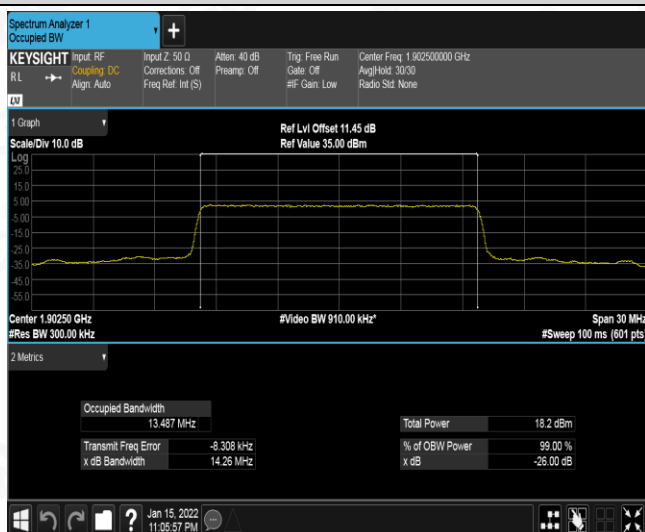 Spectrum Analyzer 1
Occupied BW
+
KEYSIGHT
RL
LXI
Input: RF
Coupling: DC
Align: Auto
Input Z: 50 Ω
Corrections: Off
Freq Ref: Int (S)
Atten: 40 dB
Preamp: Off
Trig: Free Run
Gate: Off
#IF Gain: Low
Center Freq: 1.902500000 GHz
Avg|Hold: 30/30
Radio Std: None
1 Graph
Scale/Div 10.0 dB
Ref Lvl Offset 11.45 dB
Ref Value 35.00 dBm
Log
25.0
15.0
5.00
-5.00
-15.0
-25.0
-35.0
-45.0
-55.0
Center 1.90250 GHz
#Video BW 910.00 kHz*
Span 30 MHz
#Res BW 300.00 kHz
#Sweep 100 ms (601 pts)
2 Metrics
Occupied Bandwidth
13.487 MHz
Total Power 18.2 dBm
Transmit Freq Error -8.308 kHz
% of OBW Power 99.00 %
x dB Bandwidth 14.26 MHz
x dB -26.00 dB
?
Jan 15, 2022
11:05:57 PM